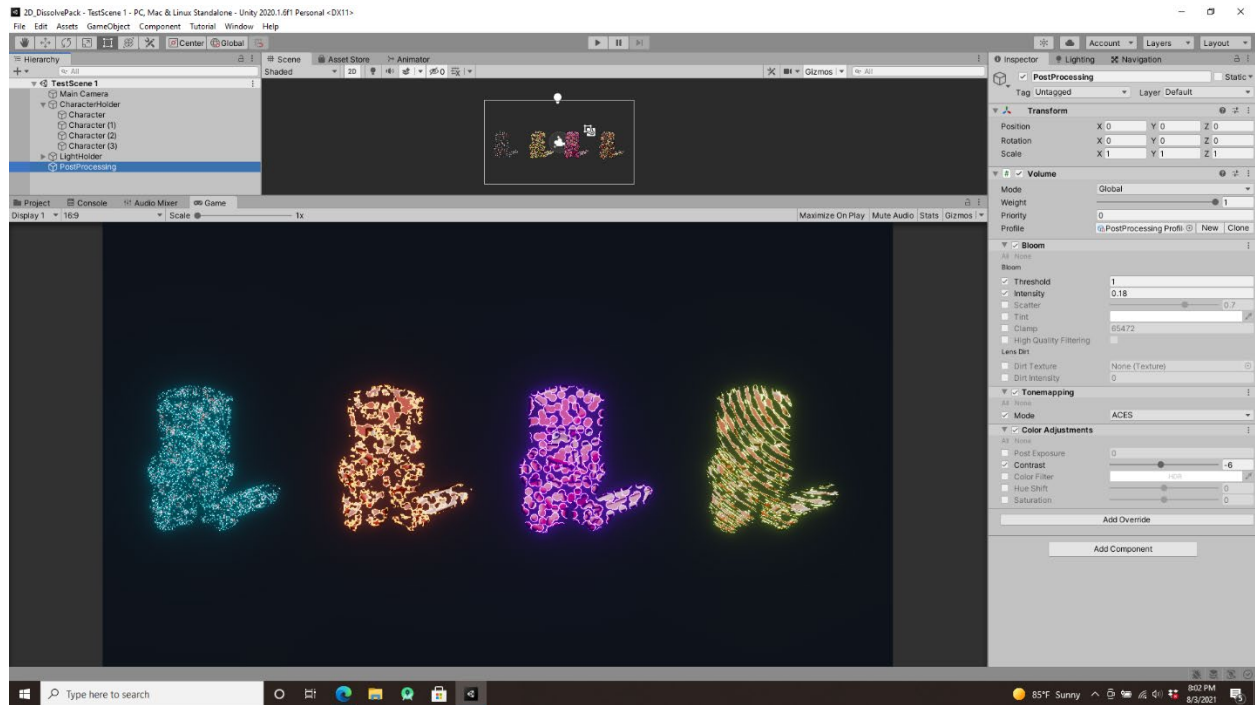 2D_DissolvePack - TestScene 1 - PC, Mac & Linux Standalone - Unity 2020.1.6f1 Personal <DX11>
File Edit Assets GameObject Component Tutorial Window Help
Center Global
Account Layers Layout
Hierarchy
All
TestScene 1
Main Camera
CharacterHolder
Character
Character (1)
Character (2)
Character (3)
LightHolder
PostProcessing
Scene Asset Store Animator
Shaded 2D 0 Gizmos All
Project Console Audio Mixer Game
Display 1 16:9 Scale 1x Maximize On Play Mute Audio Stats Gizmos
Inspector Lighting Navigation
PostProcessing Static
Tag Untagged Layer Default
Transform
Position X 0 Y 0 Z 0
Rotation X 0 Y 0 Z 0
Scale X 1 Y 1 Z 1
Volume
Mode Global
Weight 1
Priority 0
Profile PostProcessing Profil New Clone
Bloom
All None
Bloom
Threshold 1
Intensity 0.18
Scatter 0.7
Tint
Clamp 65472
High Quality Filtering
Lens Dirt
Dirt Texture None (Texture)
Dirt Intensity 0
Tonemapping
All None
Mode ACES
Color Adjustments
All None
Post Exposure 0
Contrast -6
Color Filter HDR
Hue Shift 0
Saturation 0
Add Override
Add Component
Type here to search
85°F Sunny
8:02 PM
8/3/2021
5